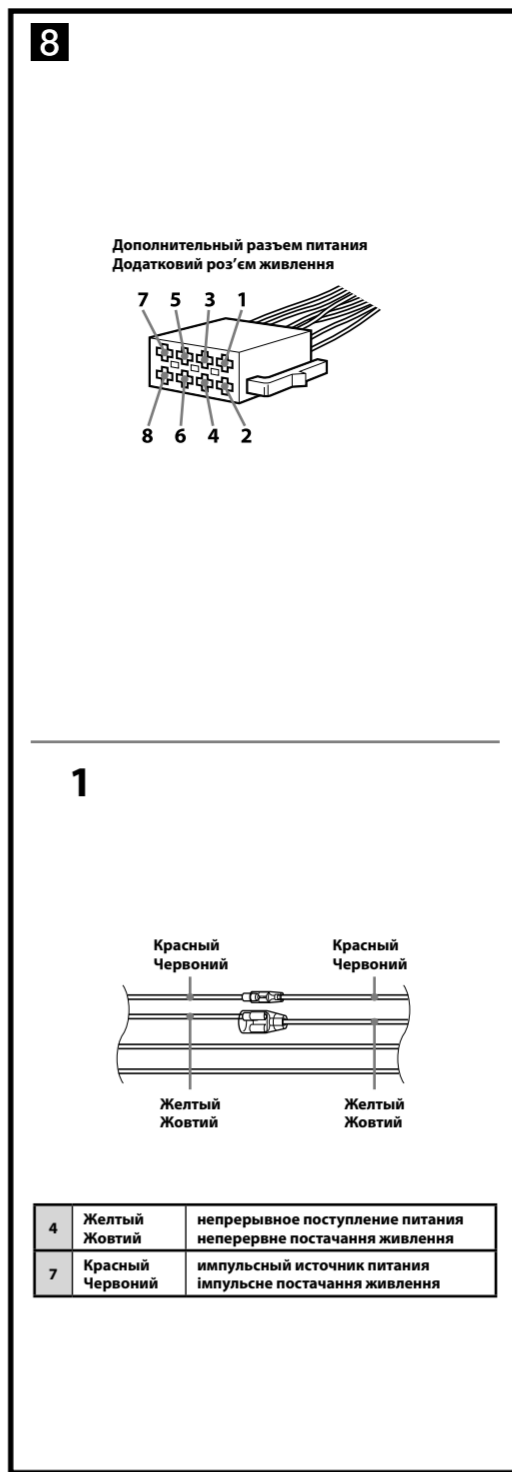 8
Дополнительный разъем питания
Додатковий роз’єм живлення
7 5 3 1
8 6 4 2
1
Красный Красный
Червоний Червоний
Желтый Желтый
Жовтий Жовтий
4 Желтый непрерывное поступление питания
Жовтий неперервне постачання живлення
7 Красный импульсный источник питания
Червоний імпульсне постачання живлення